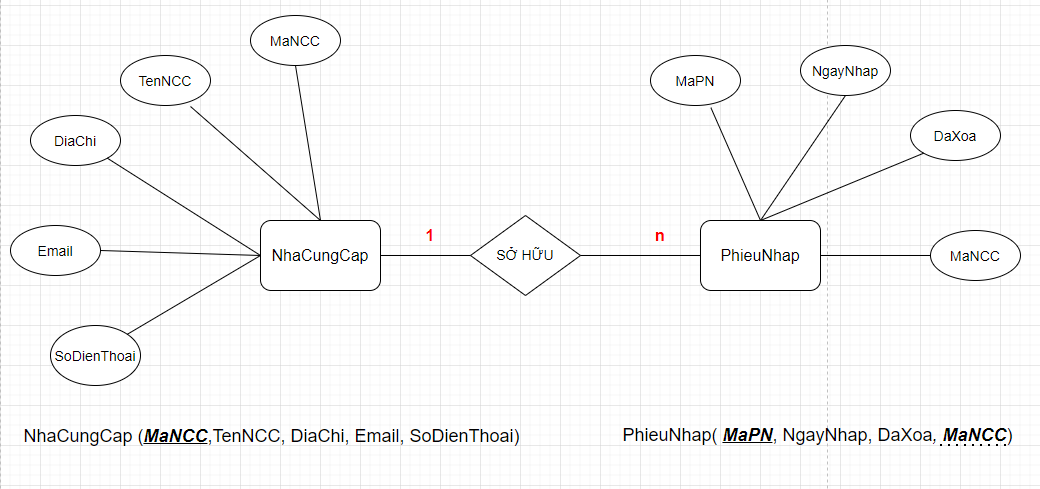 MaNCC
TenNCC
DiaChi
Email
SoDienThoai
NhaCungCap
1
SỞ HỮU
n
PhieuNhap
MaPN
NgayNhap
DaXoa
MaNCC
NhaCungCap (MaNCC,TenNCC, DiaChi, Email, SoDienThoai)
PhieuNhap( MaPN, NgayNhap, DaXoa, MaNCC)